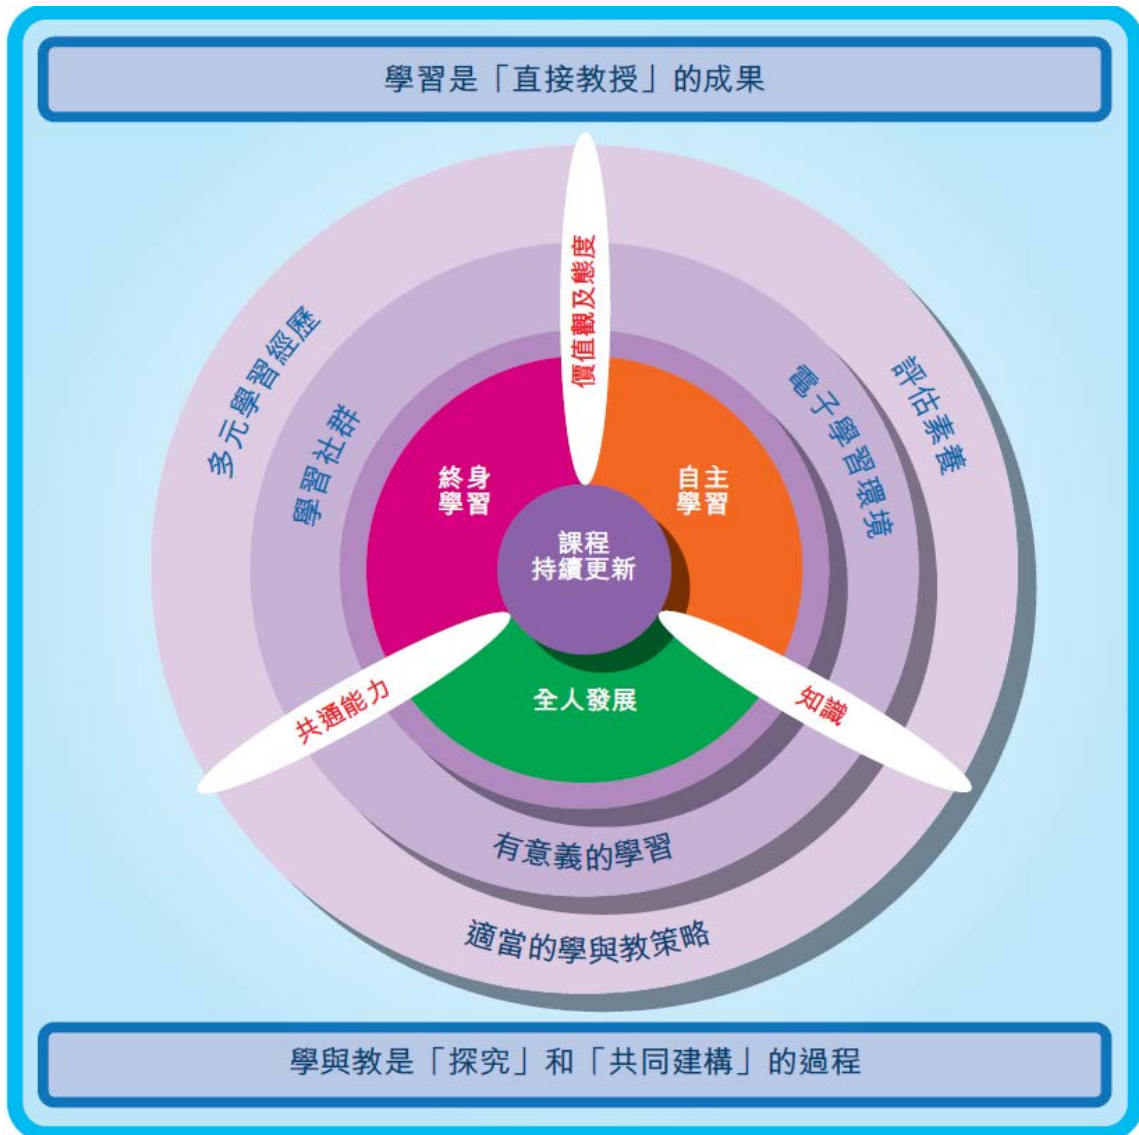 學習是「直接教授」的成果
價值觀及態度
多元學習經歷
學習社群
電子學習環境
評估素養
終身
學習
自主
學習
課程
持續更新
全人發展
共通能力
知識
有意義的學習
適當的學與教策略
學與教是「探究」和「共同建構」的過程